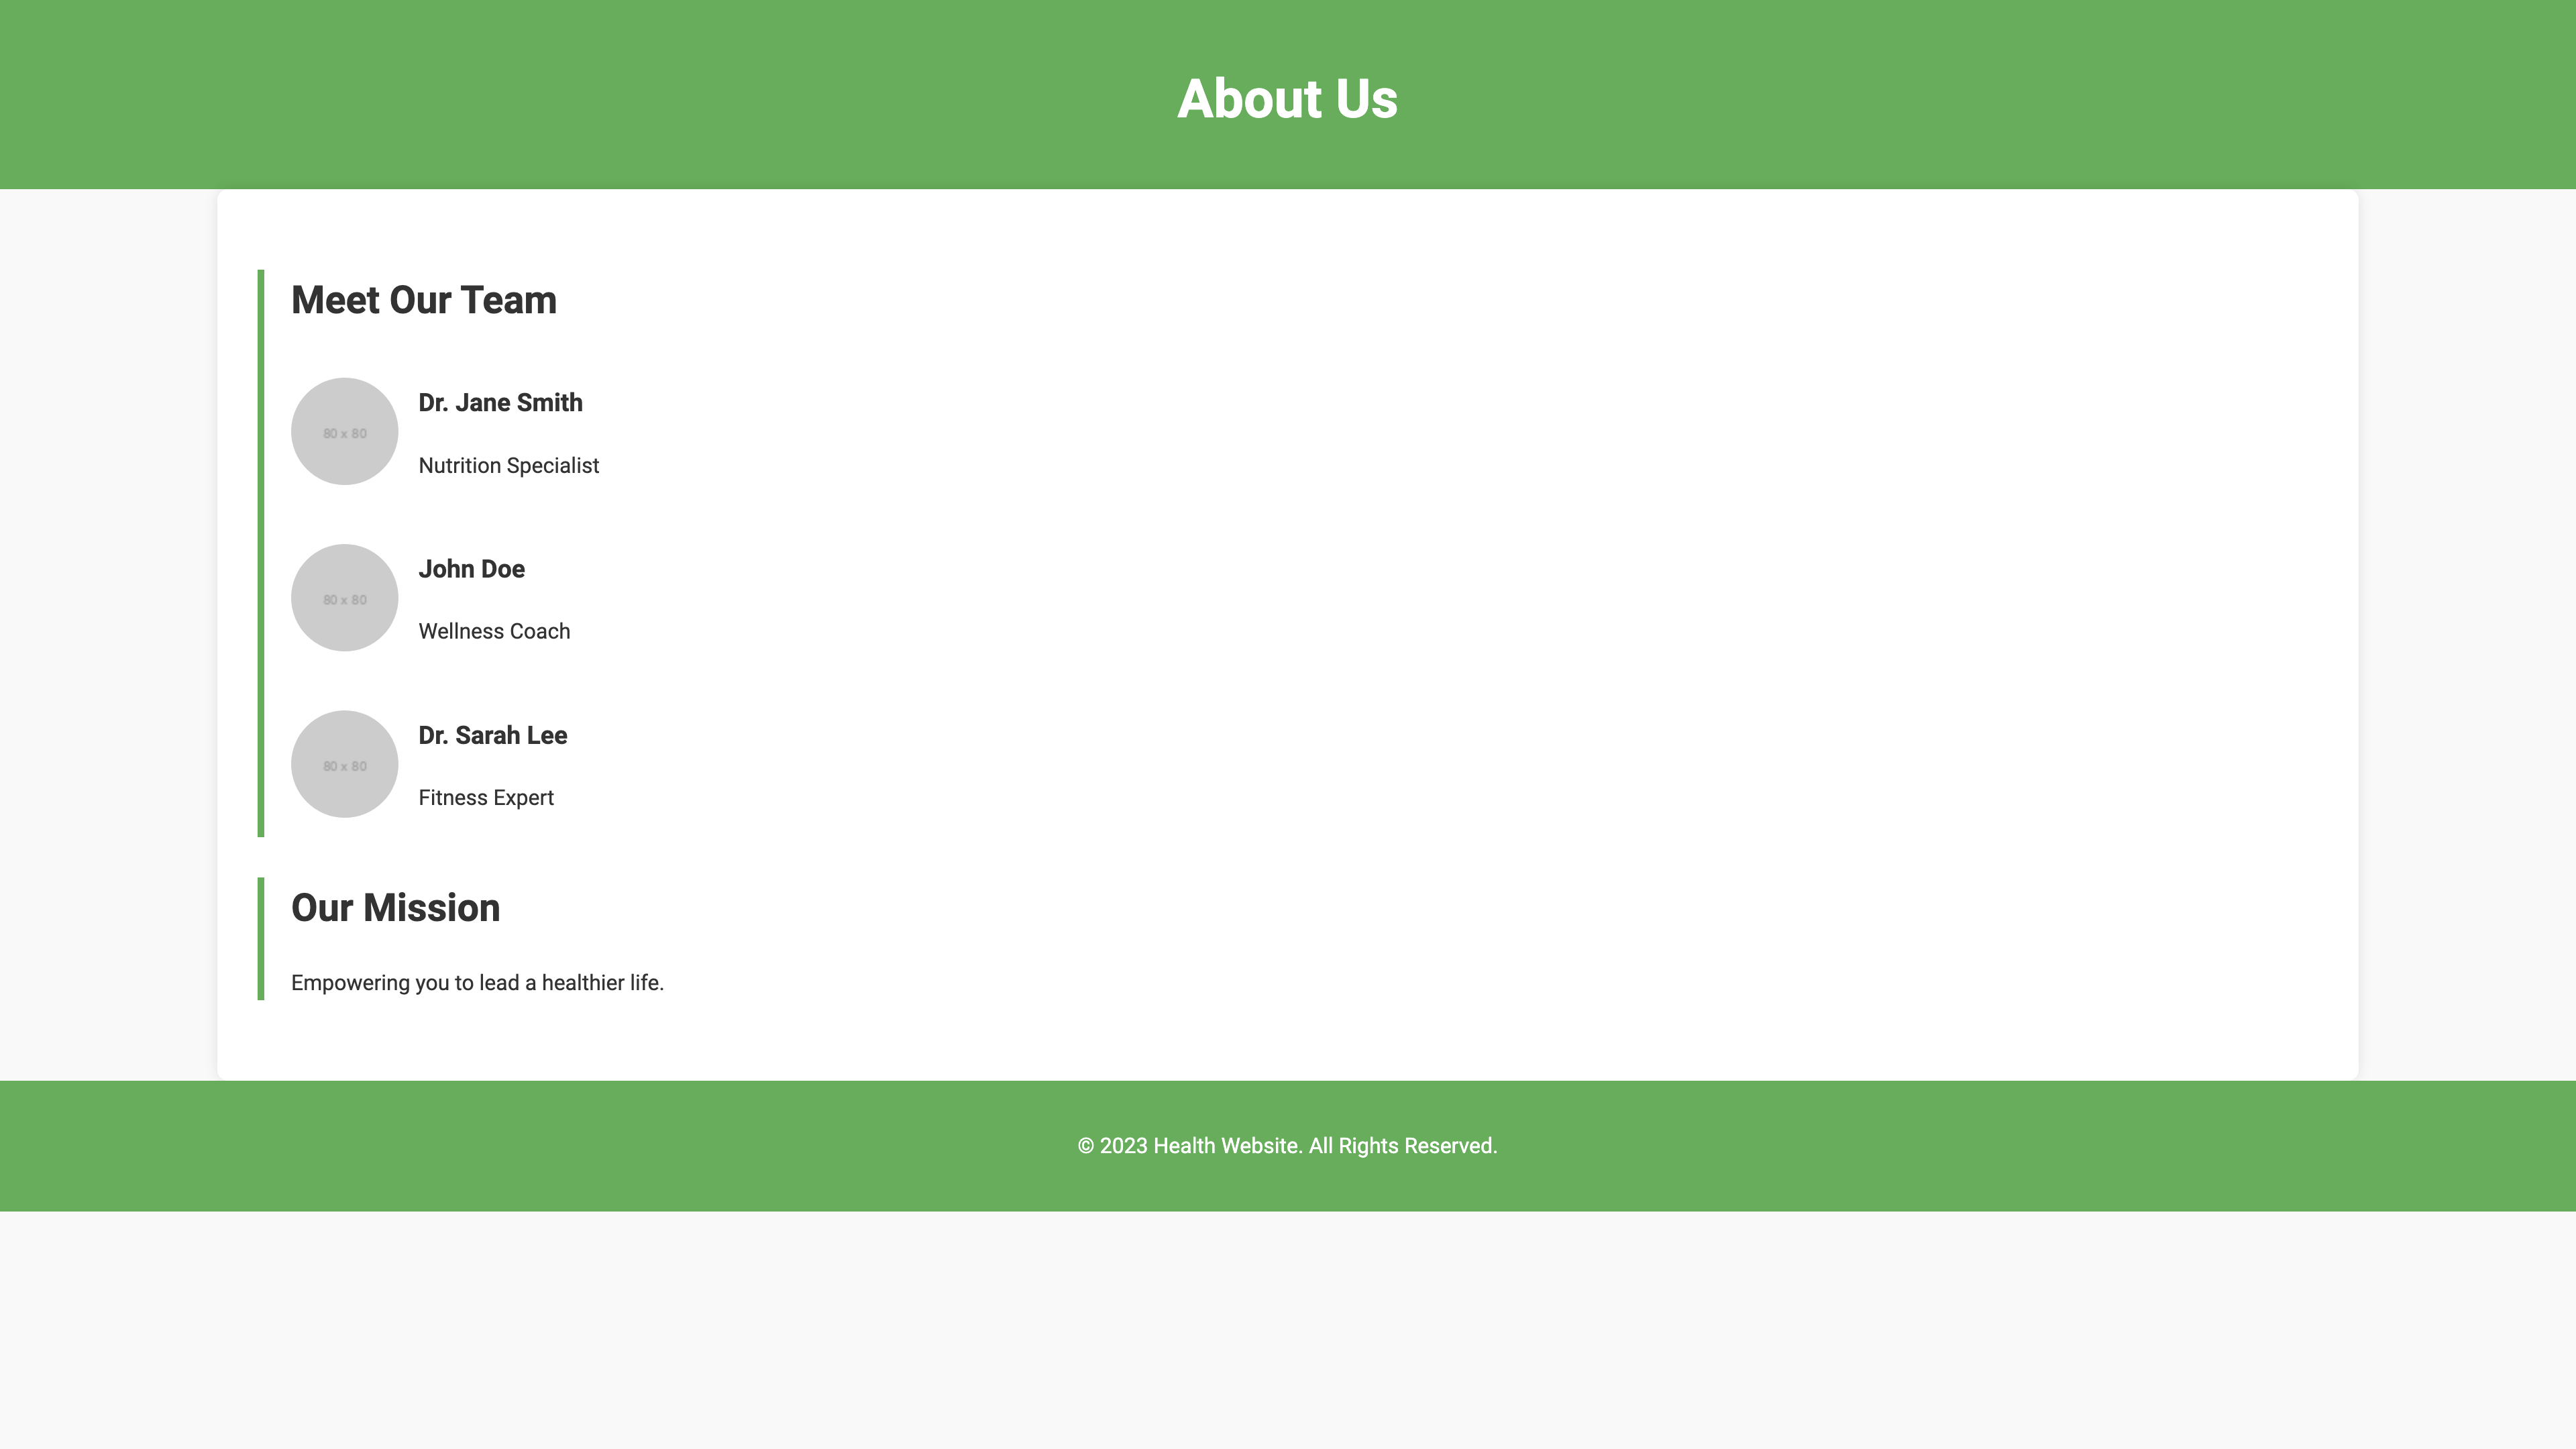 About Us
Meet Our Team
80 x 80
Dr. Jane Smith
Nutrition Specialist
80 x 80
John Doe
Wellness Coach
80 x 80
Dr. Sarah Lee
Fitness Expert
Our Mission
Empowering you to lead a healthier life.
© 2023 Health Website. All Rights Reserved.